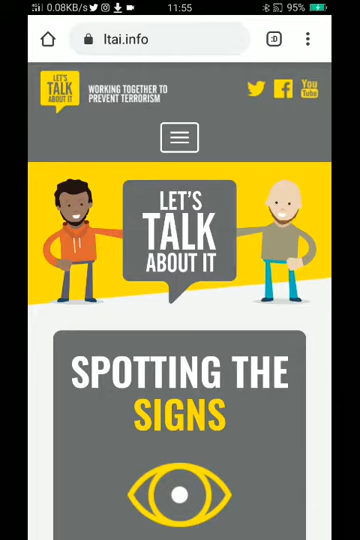 0.08KB/s
11:55
95%
ltai.info
:D
LET'S
TALK
ABOUT IT
WORKING TOGETHER TO
PREVENT TERRORISM
You
Tube
LET'S
TALK
ABOUT IT
SPOTTING THE
SIGNS